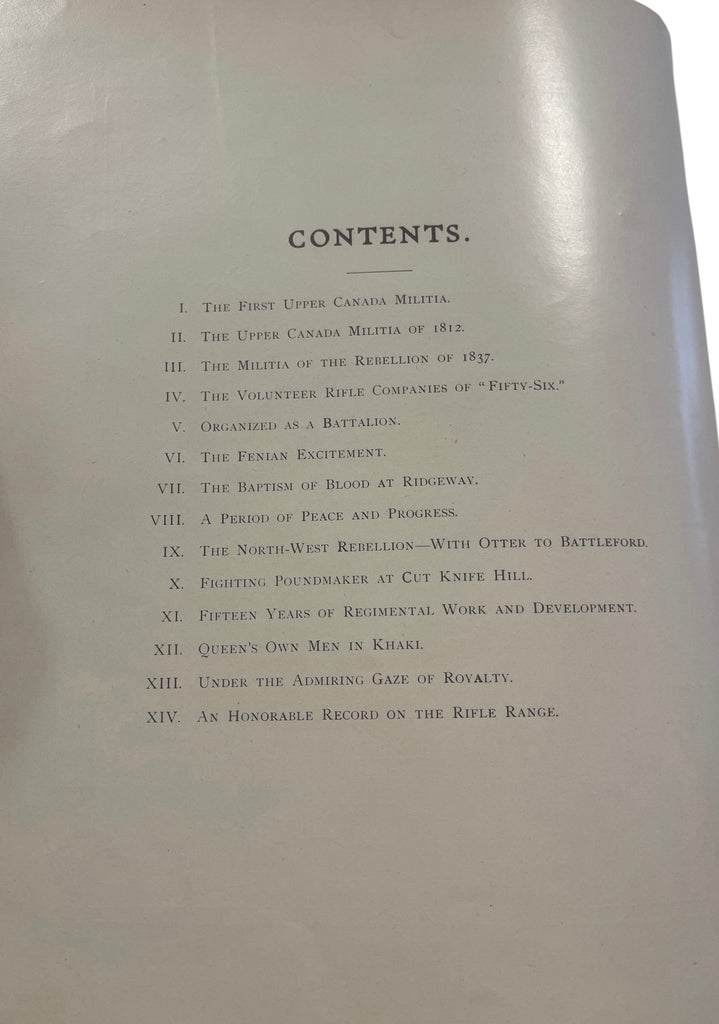 CONTENTS.
I. The First Upper Canada Militia.
II. The Upper Canada Militia of 1812.
III. The Militia of the Rebellion of 1837.
IV. The Volunteer Rifle Companies of "Fifty-Six."
V. Organized as a Battalion.
VI. The Fenian Excitement.
VII. The Baptism of Blood at Ridgeway.
VIII. A Period of Peace and Progress.
IX. The North-West Rebellion—With Otter to Battleford.
X. Fighting Poundmaker at Cut Knife Hill.
XI. Fifteen Years of Regimental Work and Development.
XII. Queen's Own Men in Khaki.
XIII. Under the Admiring Gaze of Royalty.
XIV. An Honorable Record on the Rifle Range.